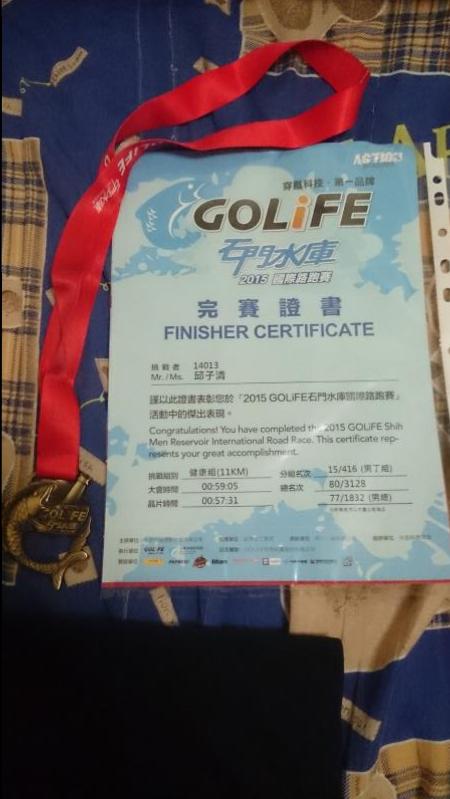 ACTION
穿戴科技・第一品牌
GOLiFE
石門水庫
2015 國際路跑賽
完賽證書
FINISHER CERTIFICATE
挑戰者 14013
Mr. / Ms. 邱子清
謹以此證書表彰您於「2015 GOLiFE石門水庫國際路跑賽」
活動中的傑出表現。
Congratulations! You have completed the 2015 GOLiFE Shih
Men Reservoir International Road Race. This certificate rep-
resents your great accomplishment.
挑戰組別 健康組(11KM) 分組名次 15/416 (男丁組)
大會時間 00:59:05 總名次 80/3128
晶片時間 00:57:31 77/1832 (男總)
GOLiFE